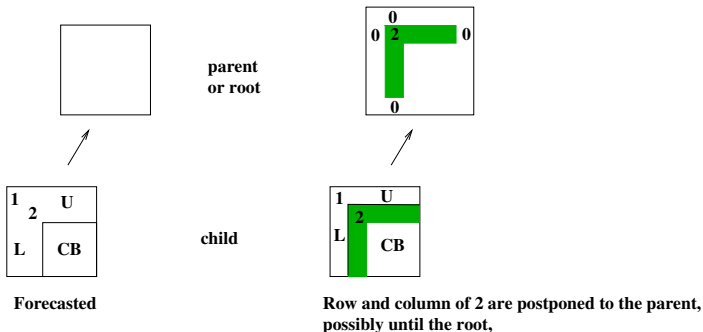 0
0 2 0
parent
or root
0
1 U
2
L CB
child
1 U
2
L CB
Forecasted
Row and column of 2 are postponed to the parent,
possibly until the root,